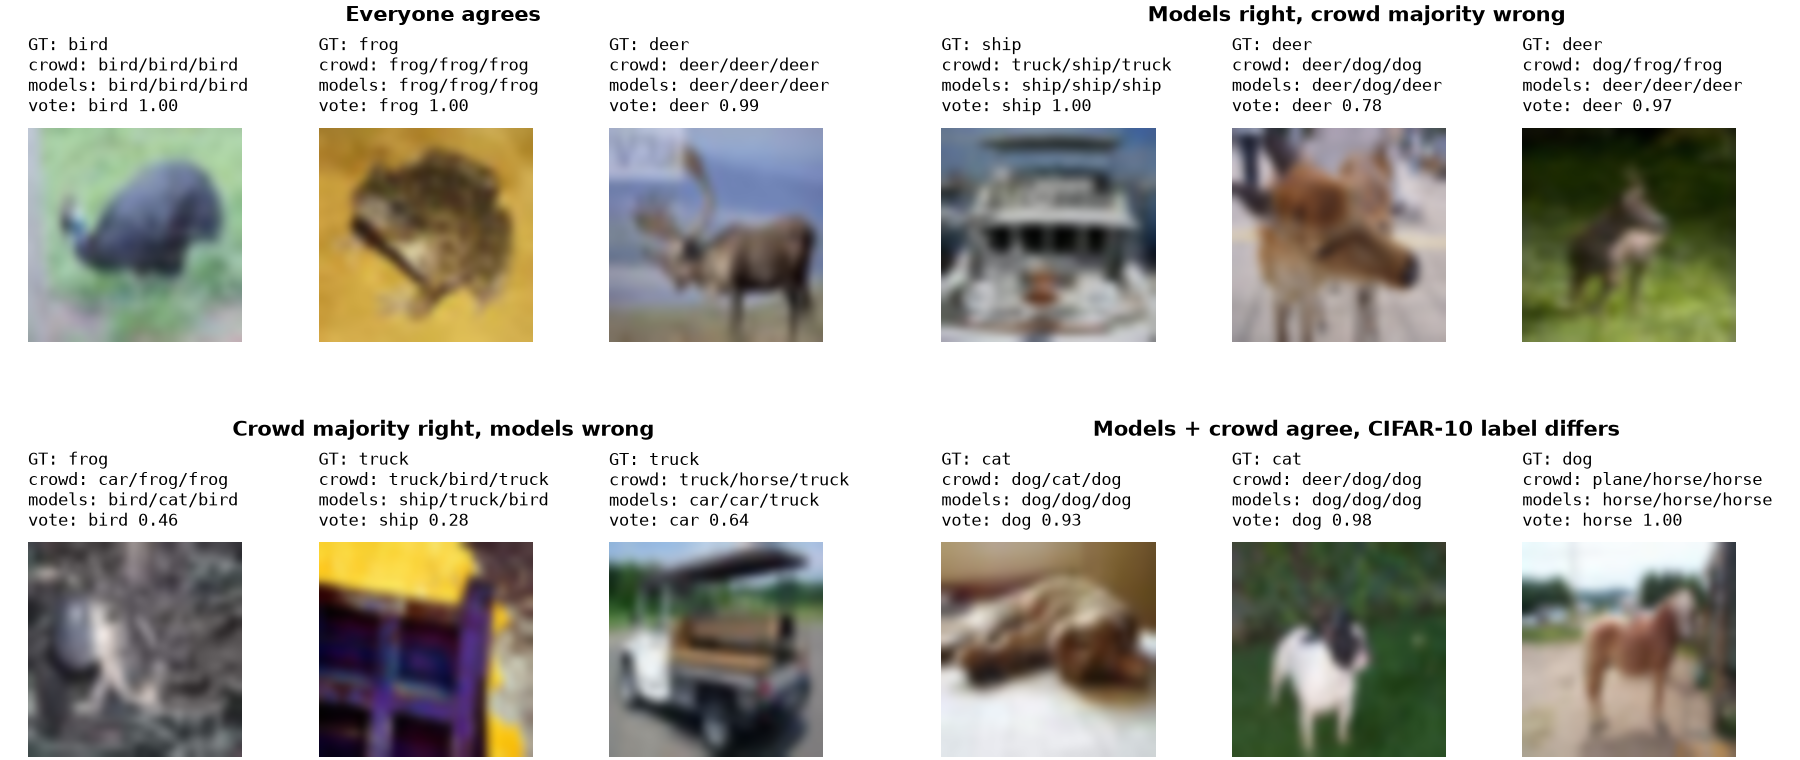 Everyone agrees
GT: bird
crowd: bird/bird/bird
models: bird/bird/bird
vote: bird 1.00
GT: frog
crowd: frog/frog/frog
models: frog/frog/frog
vote: frog 1.00
GT: deer
crowd: deer/deer/deer
models: deer/deer/deer
vote: deer 0.99
Models right, crowd majority wrong
GT: ship
crowd: truck/ship/truck
models: ship/ship/ship
vote: ship 1.00
GT: deer
crowd: deer/dog/dog
models: deer/dog/deer
vote: deer 0.78
GT: deer
crowd: dog/frog/frog
models: deer/deer/deer
vote: deer 0.97
Crowd majority right, models wrong
GT: frog
crowd: car/frog/frog
models: bird/cat/bird
vote: bird 0.46
GT: truck
crowd: truck/bird/truck
models: ship/truck/bird
vote: ship 0.28
GT: truck
crowd: truck/horse/truck
models: car/car/truck
vote: car 0.64
Models + crowd agree, CIFAR-10 label differs
GT: cat
crowd: dog/cat/dog
models: dog/dog/dog
vote: dog 0.93
GT: cat
crowd: deer/dog/dog
models: dog/dog/dog
vote: dog 0.98
GT: dog
crowd: plane/horse/horse
models: horse/horse/horse
vote: horse 1.00